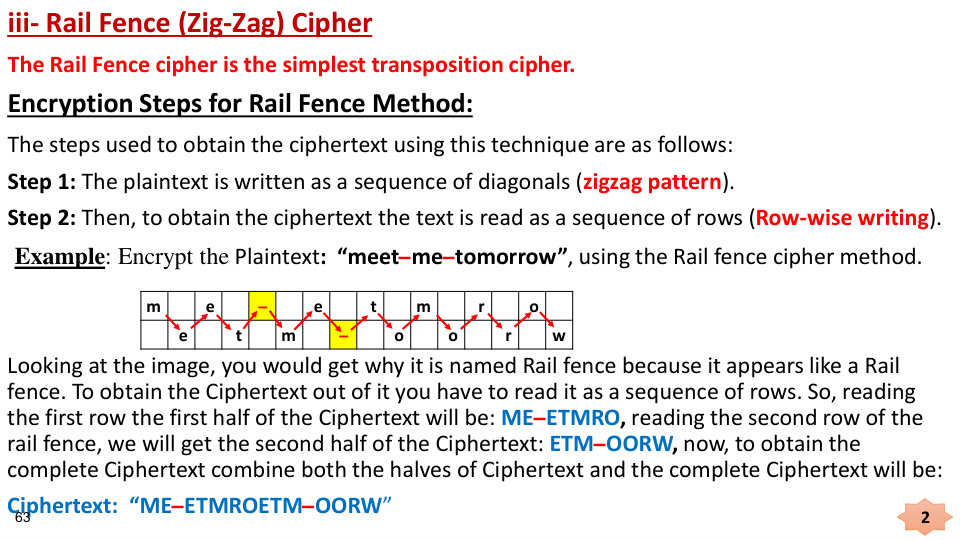 iii- Rail Fence (Zig-Zag) Cipher
The Rail Fence cipher is the simplest transposition cipher.
Encryption Steps for Rail Fence Method:
The steps used to obtain the ciphertext using this technique are as follows:
Step 1: The plaintext is written as a sequence of diagonals (zigzag pattern).
Step 2: Then, to obtain the ciphertext the text is read as a sequence of rows (Row-wise writing).
Example: Encrypt the Plaintext: “meet–me–tomorrow”, using the Rail fence cipher method.
m e – e t m r o
e t m – o o r w
Looking at the image, you would get why it is named Rail fence because it appears like a Rail
fence. To obtain the Ciphertext out of it you have to read it as a sequence of rows. So, reading
the first row the first half of the Ciphertext will be: ME–ETMRO, reading the second row of the
rail fence, we will get the second half of the Ciphertext: ETM–OORW, now, to obtain the
complete Ciphertext combine both the halves of Ciphertext and the complete Ciphertext will be:
Ciphertext: “ME–ETMROETM–OORW”
63
2